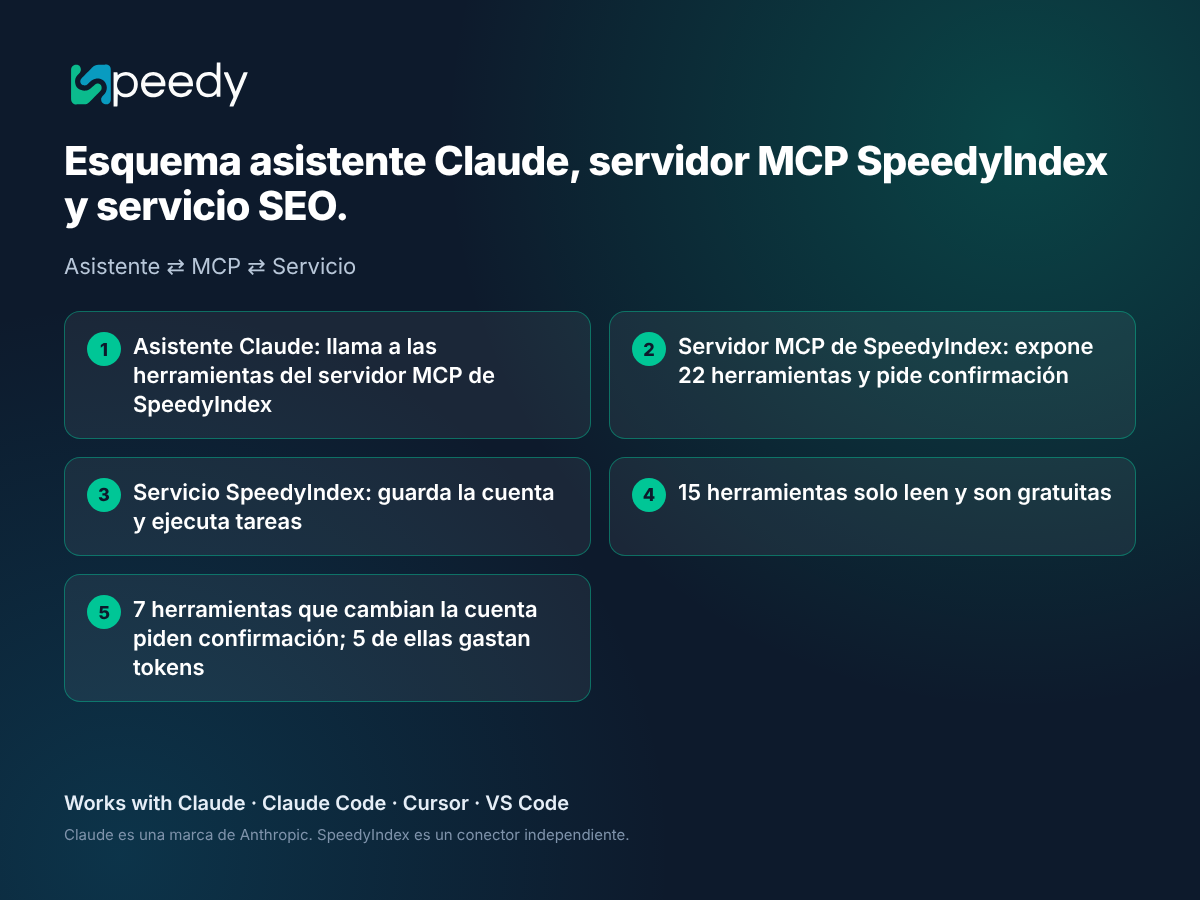 Speedy
Esquema asistente Claude, servidor MCP SpeedyIndex
y servicio SEO.
Asistente ⇄ MCP ⇄ Servicio
1
Asistente Claude: llama a las
herramientas del servidor MCP de
SpeedyIndex
2
Servidor MCP de SpeedyIndex: expone
22 herramientas y pide confirmación
3
Servicio SpeedyIndex: guarda la cuenta
y ejecuta tareas
4
15 herramientas solo leen y son gratuitas
5
7 herramientas que cambian la cuenta
piden confirmación; 5 de ellas gastan
tokens
Works with Claude · Claude Code · Cursor · VS Code
Claude es una marca de Anthropic. SpeedyIndex es un conector independiente.